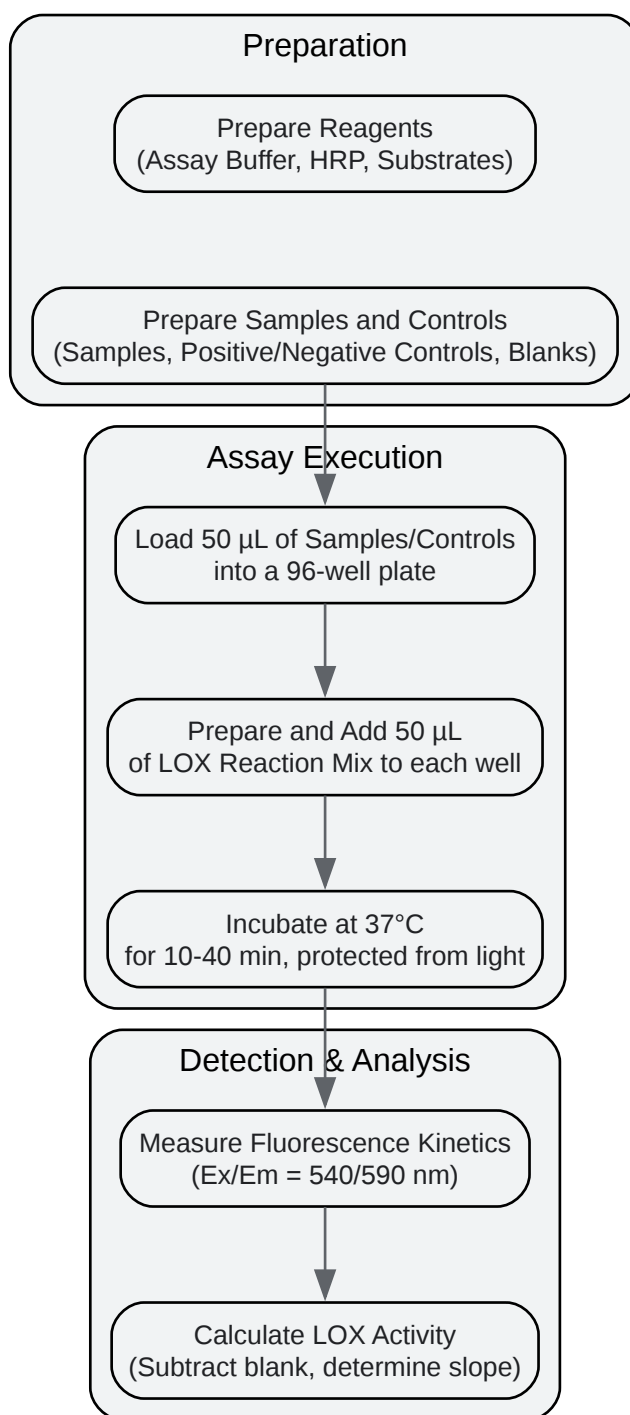 Preparation
Prepare Reagents
(Assay Buffer, HRP, Substrates)
Prepare Samples and Controls
(Samples, Positive/Negative Controls, Blanks)
Assay Execution
Load 50 µL of Samples/Controls
into a 96-well plate
Prepare and Add 50 µL
of LOX Reaction Mix to each well
Incubate at 37°C
for 10-40 min, protected from light
Detection & Analysis
Measure Fluorescence Kinetics
(Ex/Em = 540/590 nm)
Calculate LOX Activity
(Subtract blank, determine slope)